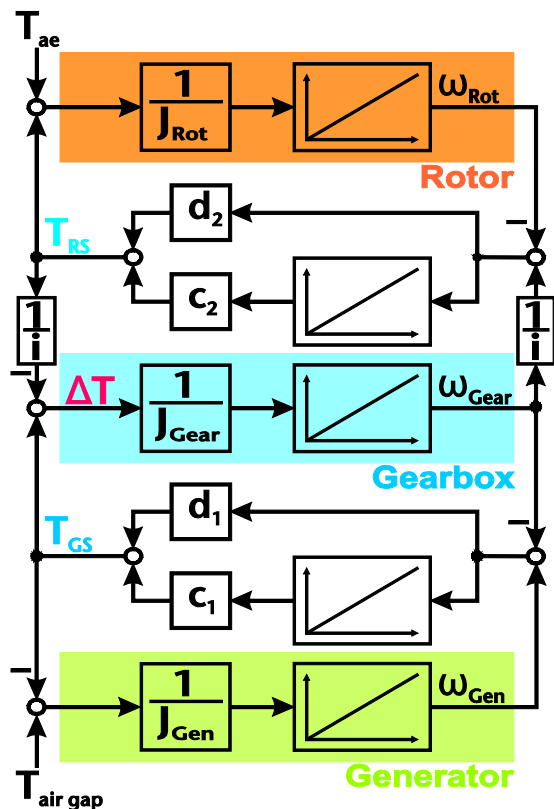 T_ae
1
J_Rot
ω_Rot
Rotor
–
d_2
T_RS
c_2
1
i
1
i
–
ΔT
1
J_Gear
ω_Gear
Gearbox
–
d_1
T_GS
c_1
–
1
J_Gen
ω_Gen
Generator
T_air gap